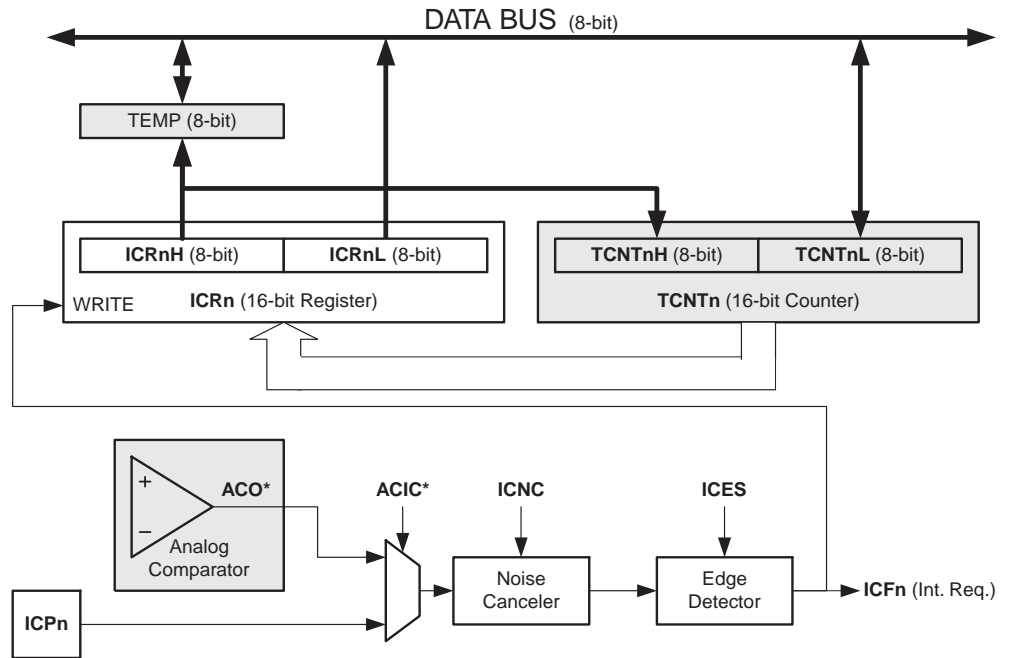 DATA BUS (8-bit)
TEMP (8-bit)
ICRnH (8-bit) ICRnL (8-bit) TCNTnH (8-bit) TCNTnL (8-bit)
WRITE ICRn (16-bit Register) TCNTn (16-bit Counter)
+ ACO* ACIC* ICNC ICES
−
Analog
Comparator
Noise
Canceler
Edge
Detector
ICFn (Int. Req.)
ICPn